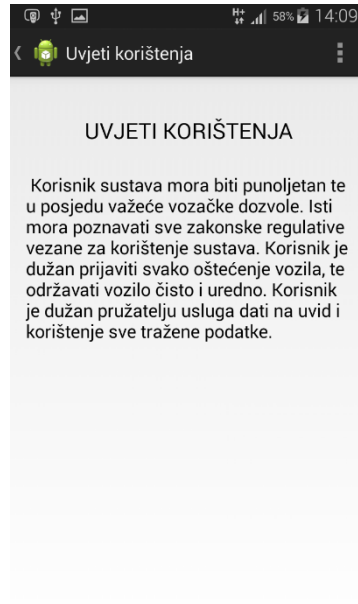 H+ 58% 14:09
Uvjeti korištenja
UVJETI KORIŠTENJA
Korisnik sustava mora biti punoljetan te
u posjedu važeće vozačke dozvole. Isti
mora poznavati sve zakonske regulative
vezane za korištenje sustava. Korisnik je
dužan prijaviti svako oštećenje vozila, te
održavati vozilo čisto i uredno. Korisnik
je dužan pružatelju usluga dati na uvid i
korištenje sve tražene podatke.